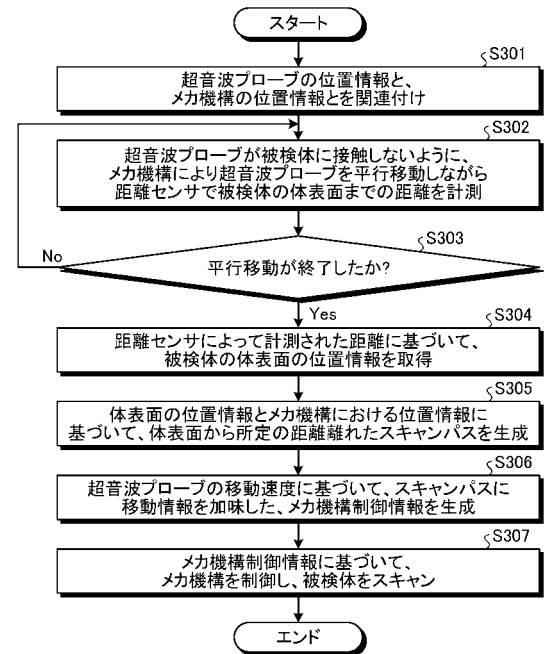 スタート
S301
超音波プローブの位置情報と、
メカ機構の位置情報とを関連付け
S302
超音波プローブが被検体に接触しないように、
メカ機構により超音波プローブを平行移動しながら
距離センサで被検体の体表面までの距離を計測
S303
No
平行移動が終了したか?
Yes
S304
距離センサによって計測された距離に基づいて、
被検体の体表面の位置情報を取得
S305
体表面の位置情報とメカ機構における位置情報に
基づいて、体表面から所定の距離離れたスキャンパスを生成
S306
超音波プローブの移動速度に基づいて、スキャンパスに
移動情報を加味した、メカ機構制御情報を生成
S307
メカ機構制御情報に基づいて、
メカ機構を制御し、被検体をスキャン
エンド